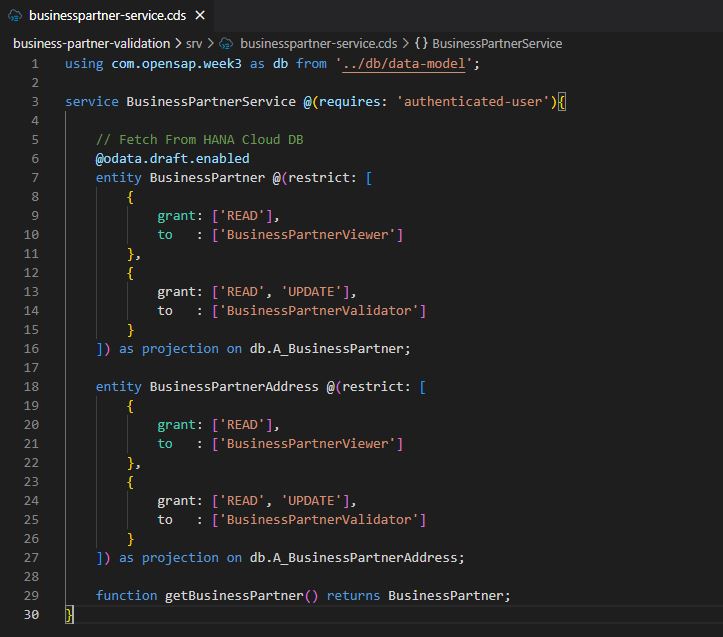 businesspartner-service.cds ×
business-partner-validation > srv > businesspartner-service.cds > {} BusinessPartnerService
1 using com.opensap.week3 as db from '../db/data-model';
2
3 service BusinessPartnerService @(requires: 'authenticated-user'){
4
5 // Fetch From HANA Cloud DB
6 @odata.draft.enabled
7 entity BusinessPartner @(restrict: [
8 {
9 grant: ['READ'],
10 to : ['BusinessPartnerViewer']
11 },
12 {
13 grant: ['READ', 'UPDATE'],
14 to : ['BusinessPartnerValidator']
15 }
16 ]) as projection on db.A_BusinessPartner;
17
18 entity BusinessPartnerAddress @(restrict: [
19 {
20 grant: ['READ'],
21 to : ['BusinessPartnerViewer']
22 },
23 {
24 grant: ['READ', 'UPDATE'],
25 to : ['BusinessPartnerValidator']
26 }
27 ]) as projection on db.A_BusinessPartnerAddress;
28
29 function getBusinessPartner() returns BusinessPartner;
30 }